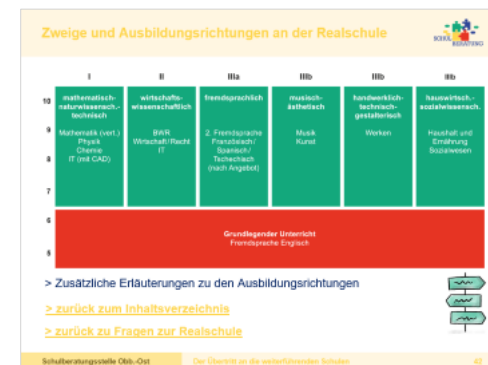 Zweige und Ausbildungsrichtungen an der Realschule
SCHUL
BERATUNG
I II IIIa IIIb IIIb IIIb
10
9
8
7
mathematisch-
naturwissensch.-
technisch
Mathematik (vert.)
Physik
Chemie
IT (mit CAD)
wirtschafts-
wissenschaftlich
BWR
Wirtschaft/Recht
IT
fremdsprachlich
2. Fremdsprache
Französisch/
Spanisch/
Tschechisch
(nach Angebot)
musisch-
ästhetisch
Musik
Kunst
handwerklich-
technisch-
gestalterisch
Werken
hauswirtsch.-
sozialwissensch.
Haushalt und
Ernährung
Sozialwesen
6
5
Grundlegender Unterricht
Fremdsprache Englisch
> Zusätzliche Erläuterungen zu den Ausbildungsrichtungen
> zurück zum Inhaltsverzeichnis
> zurück zu Fragen zur Realschule
Schulberatungsstelle Obb.-Ost
Der Übertritt an die weiterführenden Schulen
42